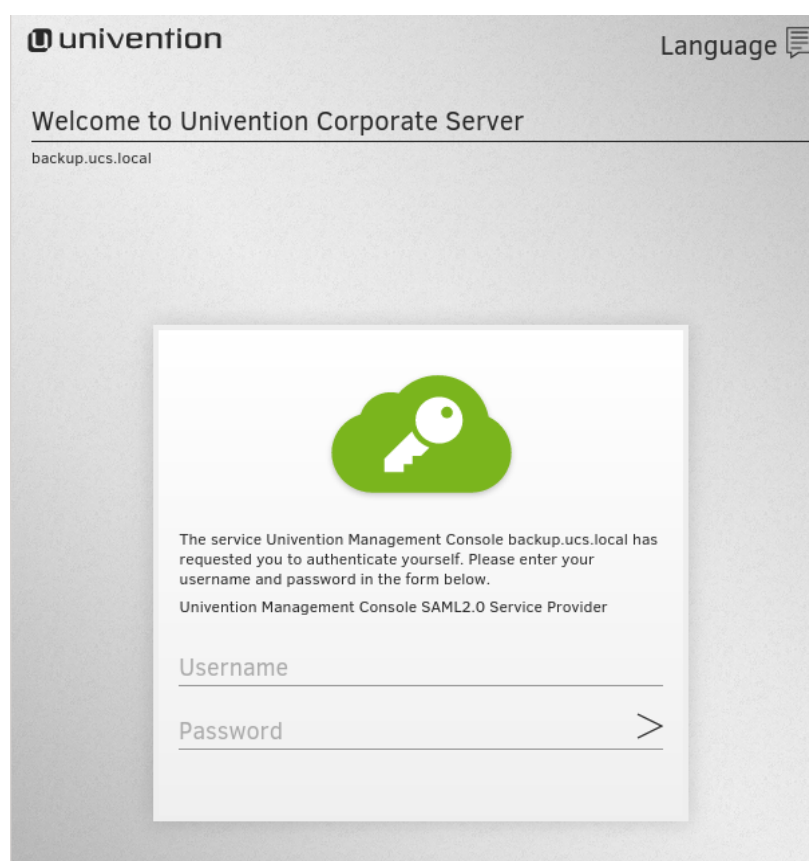 univention
Language
Welcome to Univention Corporate Server
backup.ucs.local
The service Univention Management Console backup.ucs.local has
requested you to authenticate yourself. Please enter your
username and password in the form below.
Univention Management Console SAML2.0 Service Provider
Username
Password